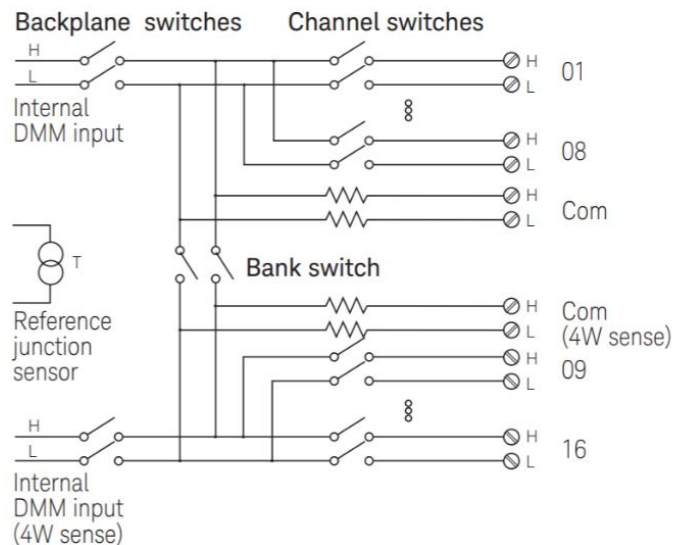 Backplane switches Channel switches
H H 01
L L
Internal
DMM input
H 08
L
H Com
L
T Bank switch
H Com
L (4W sense)
Reference
junction
sensor
H 09
L
H H 16
L L
Internal
DMM input
(4W sense)